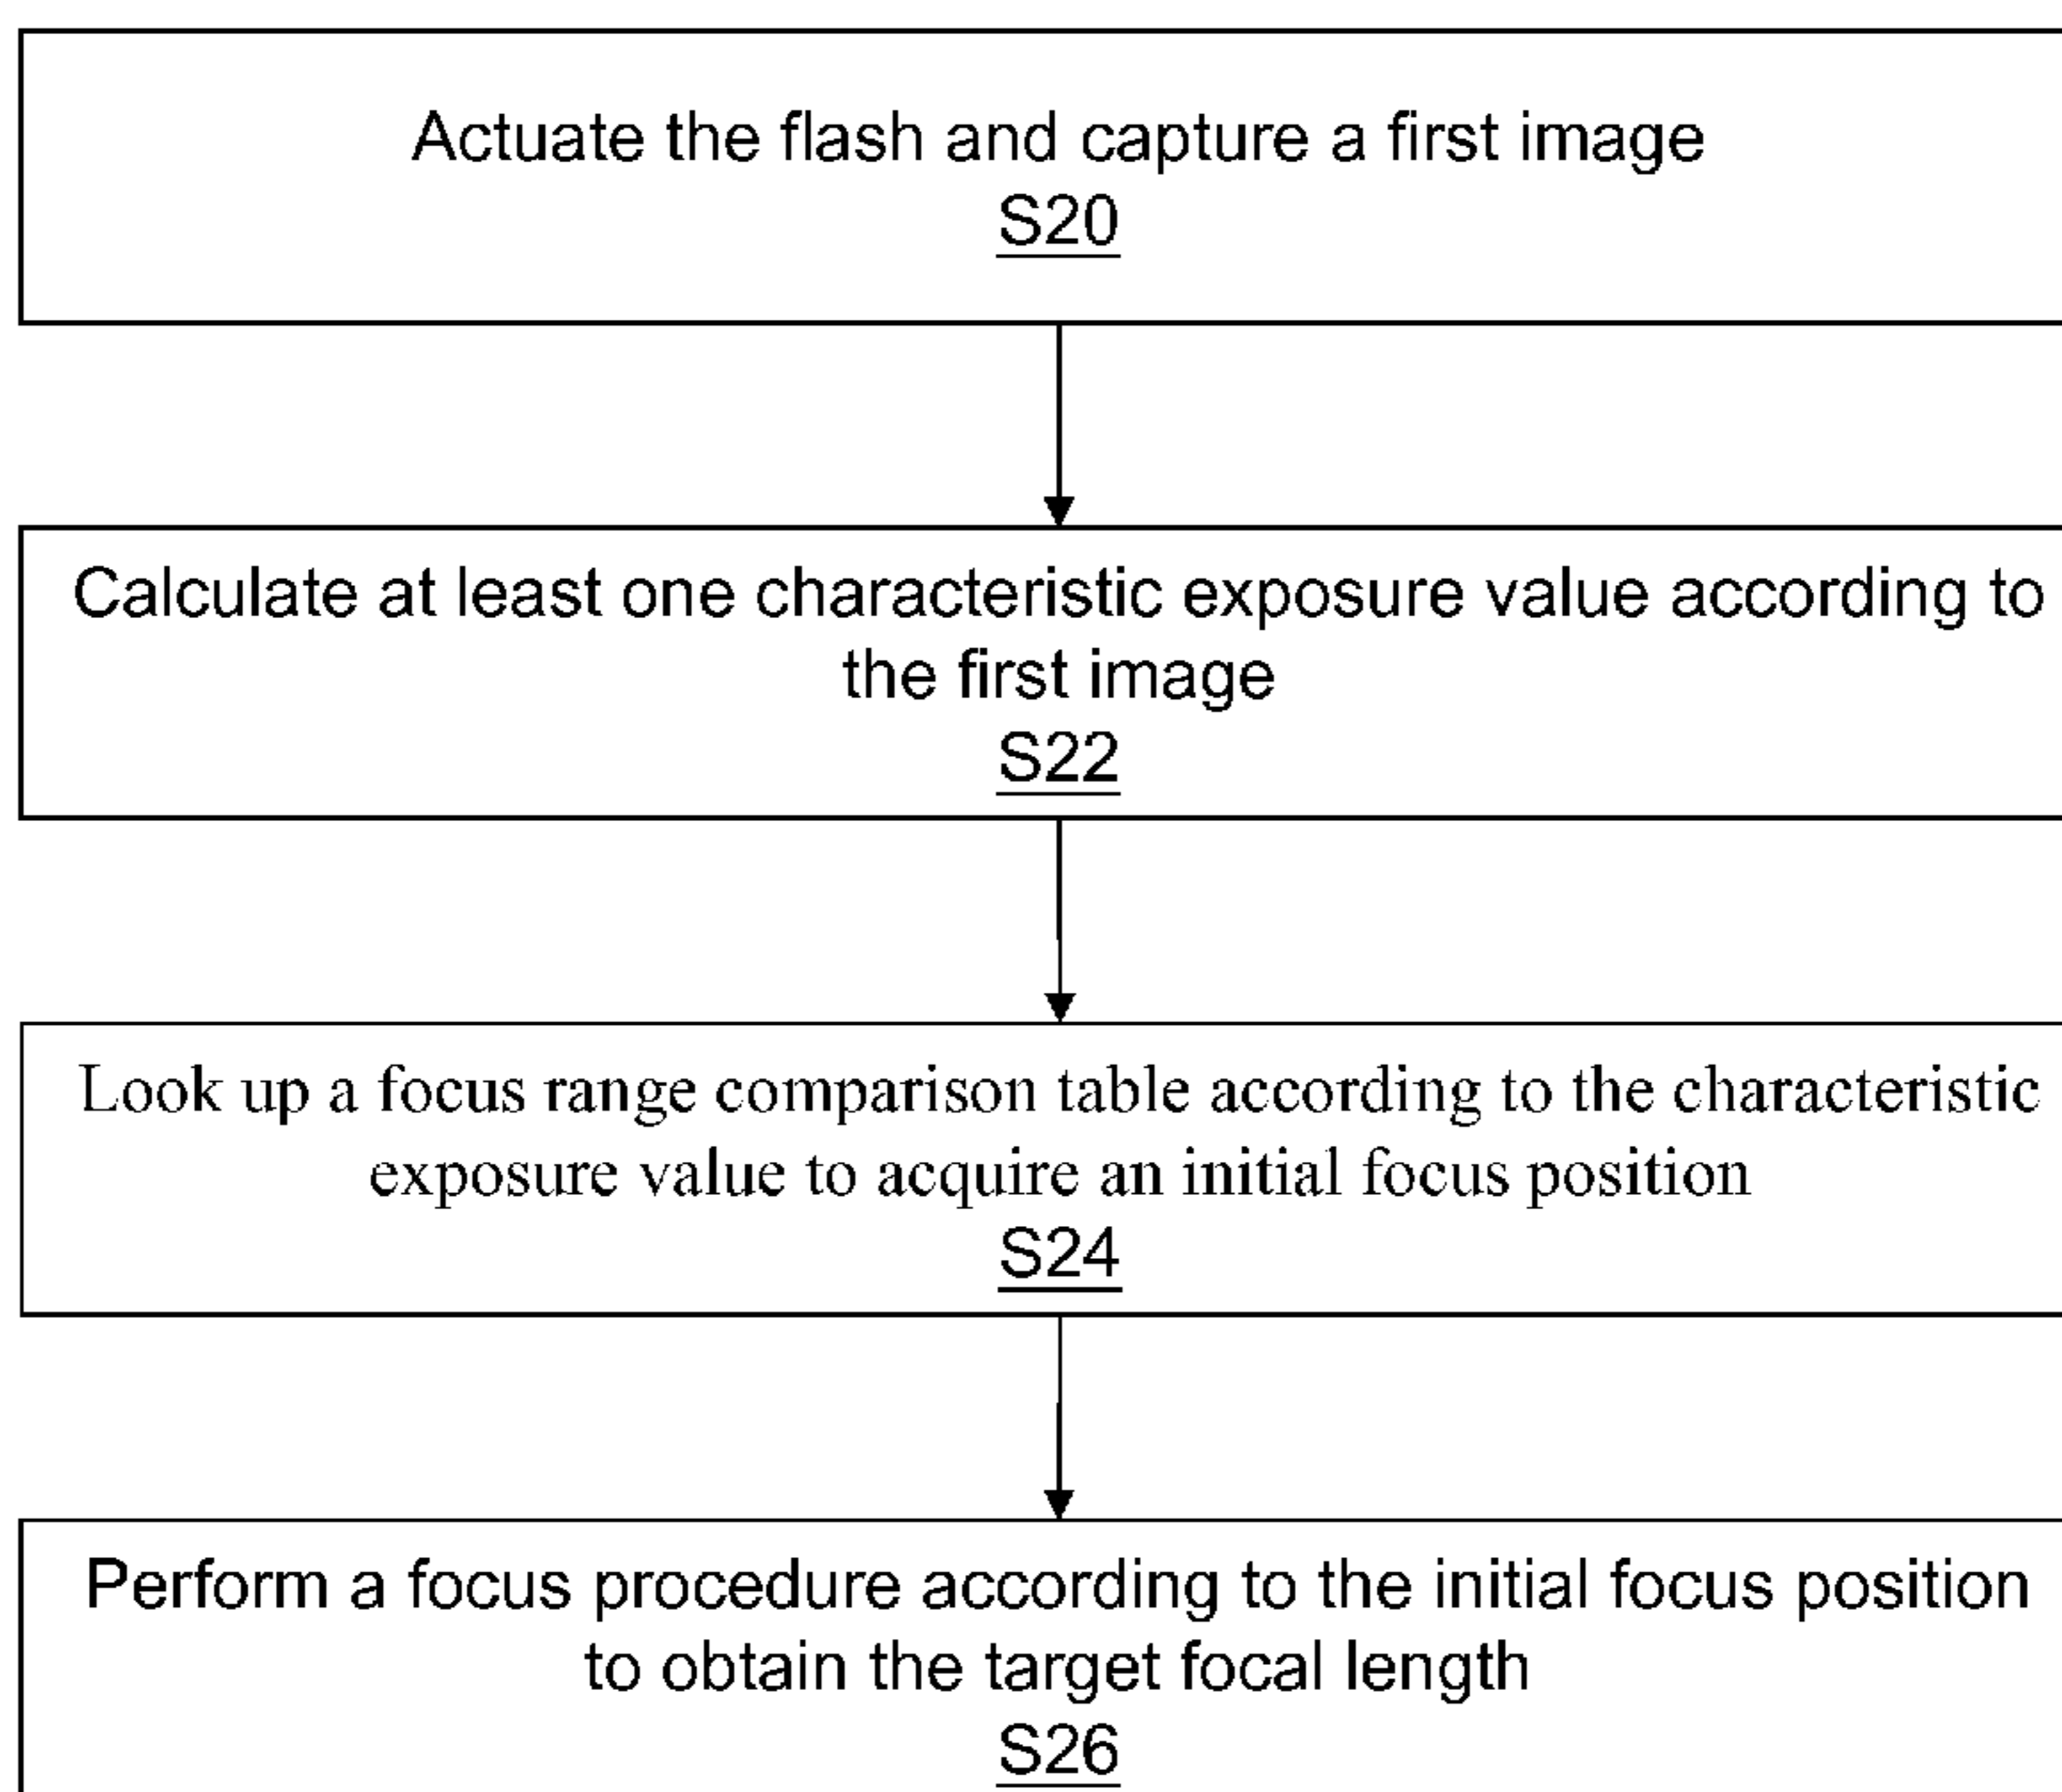 Actuate the flash and capture a first image
S20
Calculate at least one characteristic exposure value according to
the first image
S22
Look up a focus range comparison table according to the characteristic
exposure value to acquire an initial focus position
S24
Perform a focus procedure according to the initial focus position
to obtain the target focal length
S26